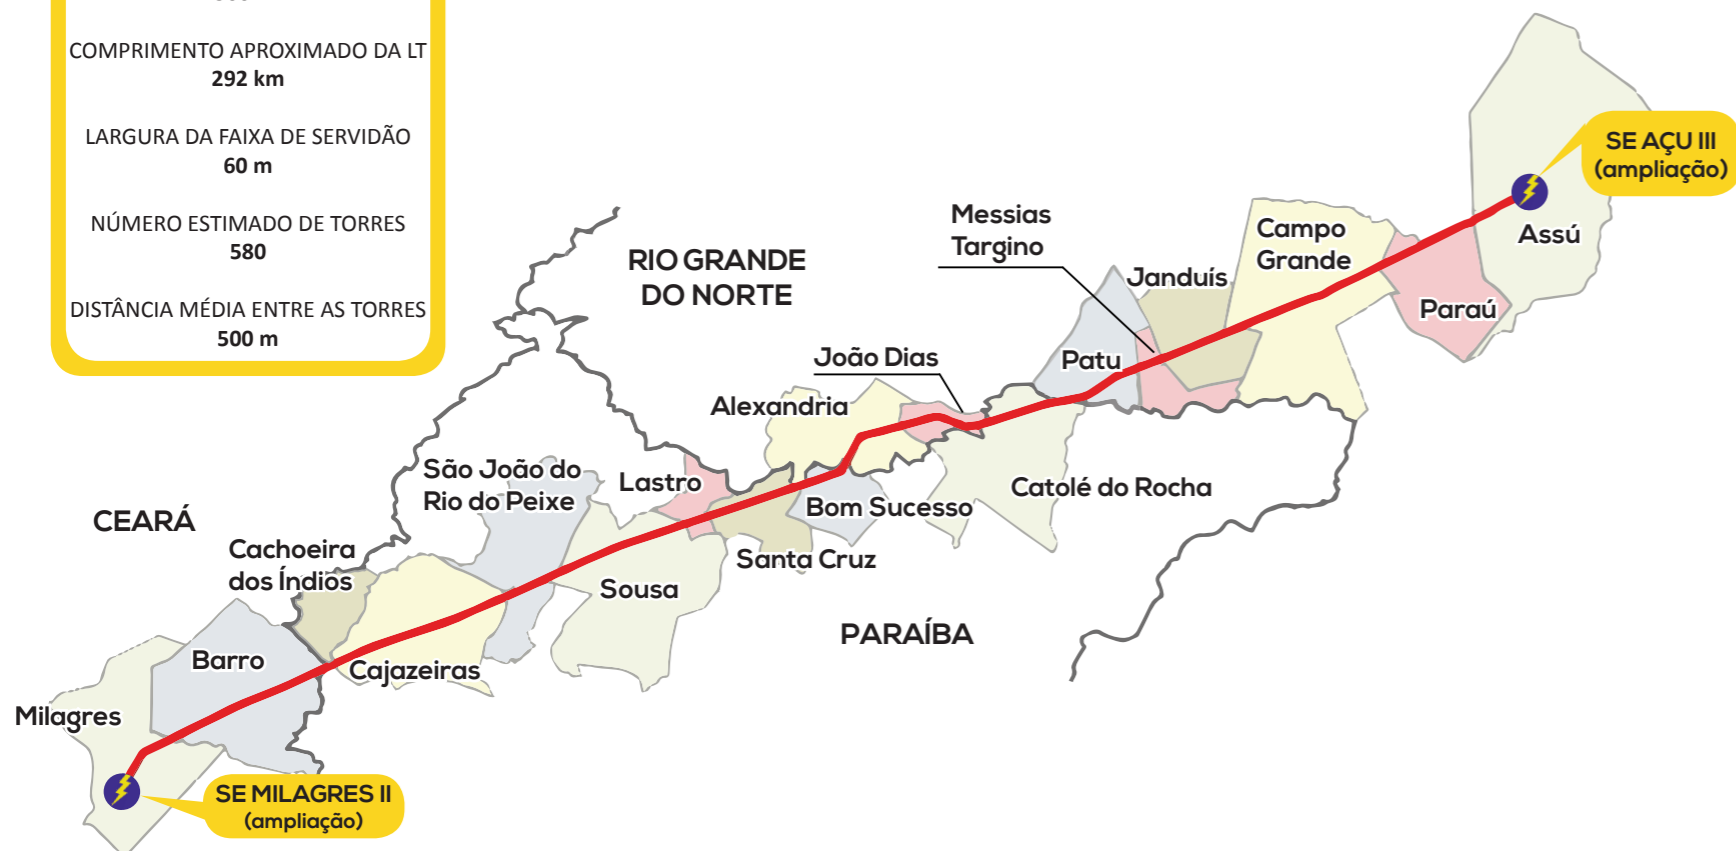 COMPRIMENTO APROXIMADO DA LT
292 km
LARGURA DA FAIXA DE SERVIDÃO
60 m
NÚMERO ESTIMADO DE TORRES
580
DISTÂNCIA MÉDIA ENTRE AS TORRES
500 m
SE AÇU III
(ampliação)
Assú
Messias
Targino
Campo
Grande
RIO GRANDE
DO NORTE
Janduís
Paraú
João Dias
Patu
Alexandria
São João do
Rio do Peixe
Lastro
Catolé do Rocha
Bom Sucesso
CEARÁ
Cachoeira
dos Índios
Santa Cruz
Sousa
PARAÍBA
Barro
Cajazeiras
Milagres
SE MILAGRES II
(ampliação)